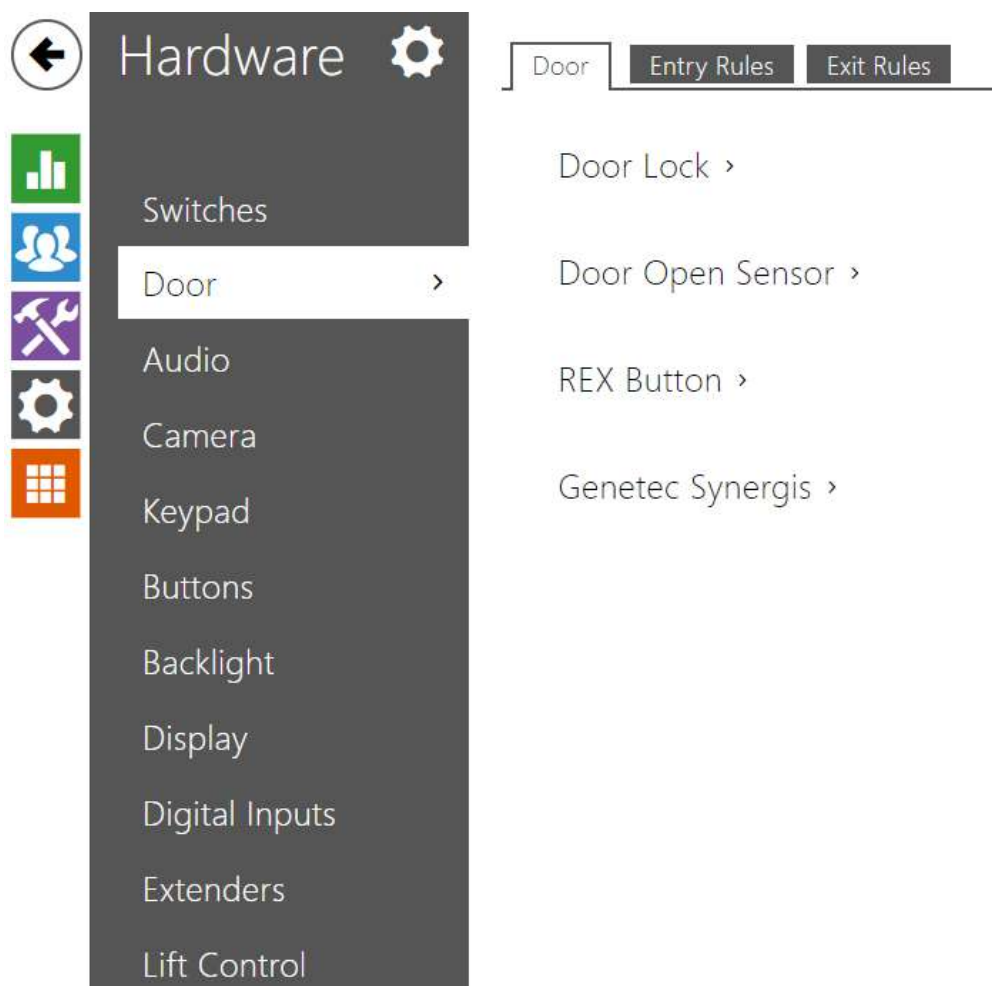 Hardware
Switches
Door
Audio
Camera
Keypad
Buttons
Backlight
Display
Digital Inputs
Extenders
Lift Control
Door Entry Rules Exit Rules
Door Lock ›
Door Open Sensor ›
REX Button ›
Genetec Synergis ›